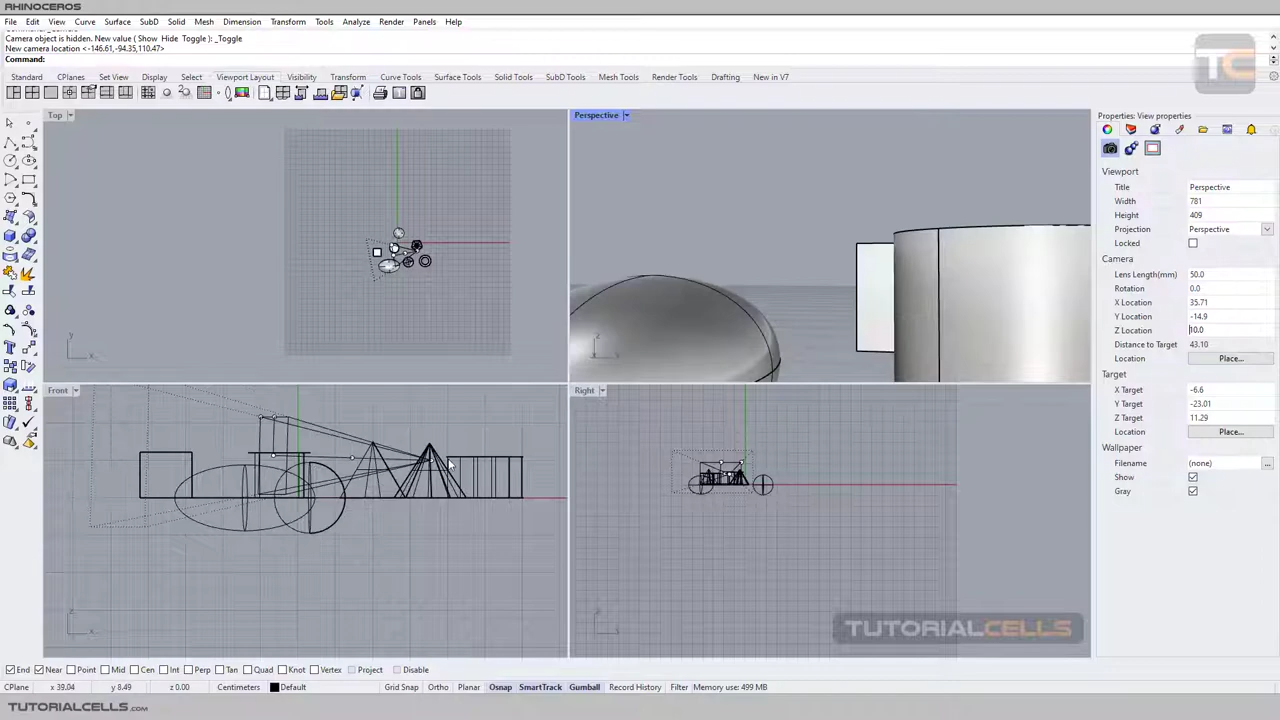 RHINOCEROS
File Edit View Curve Surface SubD Solid Mesh Dimension Transform Tools Analyze Render Panels Help
Camera object is hidden. New value ( Show Hide Toggle ): _Toggle
New camera location <-146.61,-94.35,110.47>
Command:
TC
Standard CPlanes Set View Display Select Viewport Layout Visibility Transform Curve Tools Surface Tools Solid Tools SubD Tools Mesh Tools Render Tools Drafting New in V7
Top
Perspective
Properties: View properties
Viewport
Title Perspective
Width 781
Height 409
Projection Perspective
Locked
Camera
Lens Length(mm) 50.0
Rotation 0.0
X Location 35.71
Y Location -14.9
Z Location 10.0
Distance to Target 43.10
Location Place...
Target
X Target -6.6
Y Target -23.01
Z Target 11.29
Location Place...
Wallpaper
Filename (none) ...
Show
Gray
y
x
z
x
Front
Right
z
x
z
TUTORIALCELLS
End Near Point Mid Cen Int Perp Tan Quad Knot Vertex Project Disable
CPlane x 39.04 y 8.49 z 0.00 Centimeters Default Grid Snap Ortho Planar Osnap SmartTrack Gumball Record History Filter Memory use: 499 MB
TUTORIALCELLS.com